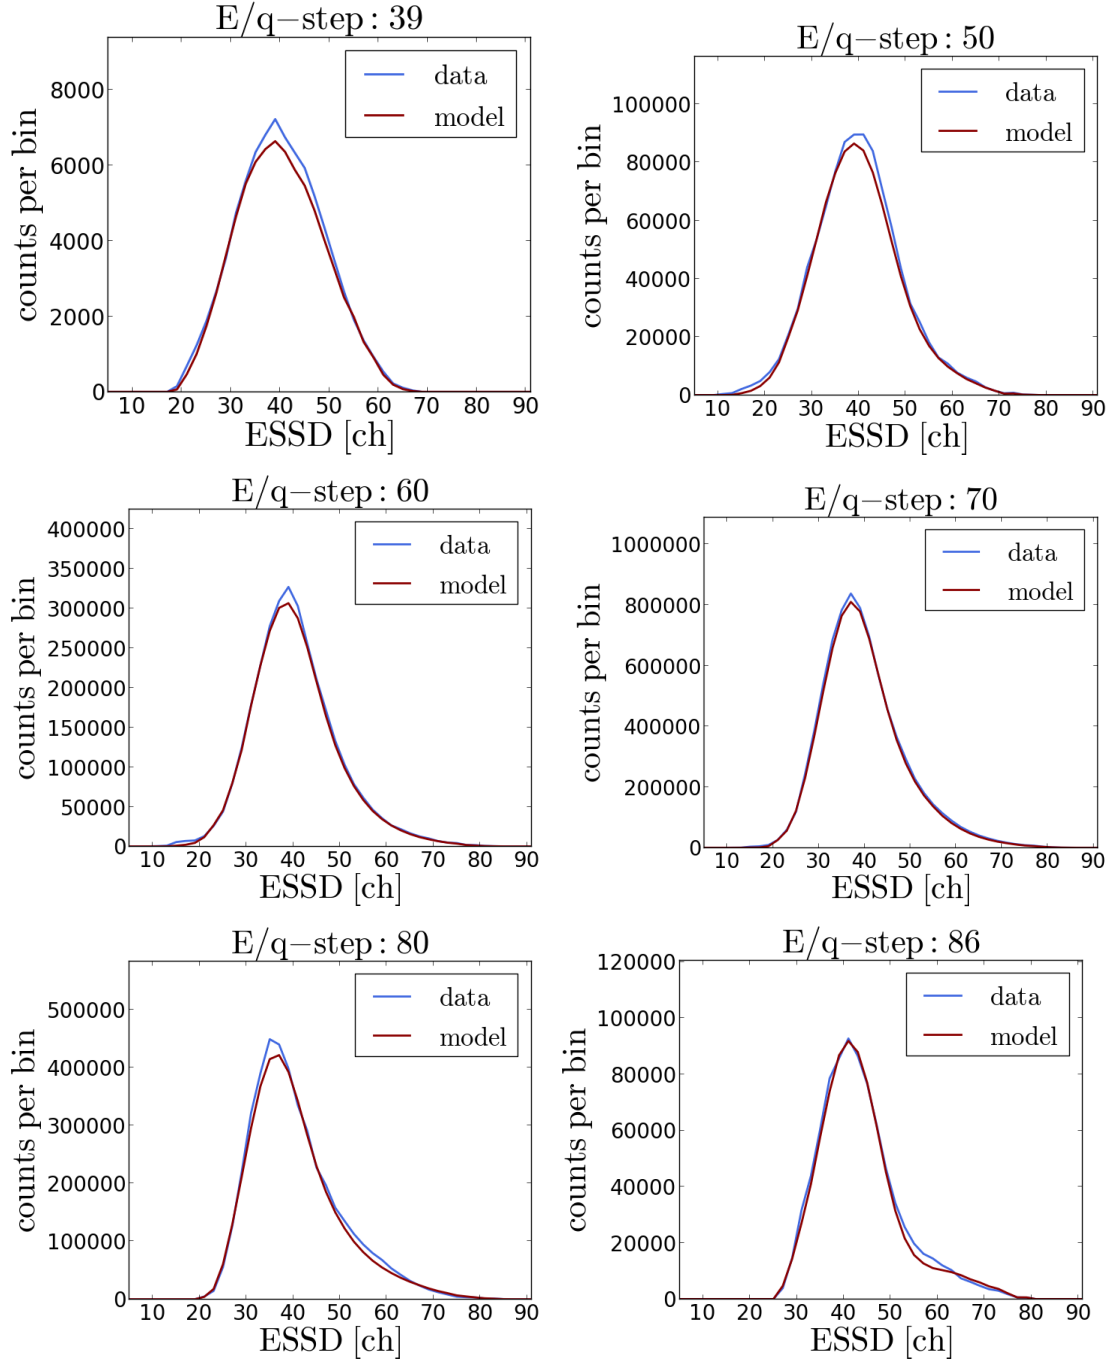 E/q−step: 39
counts per bin
8000
6000
4000
2000
0
data
model
10 20 30 40 50 60 70 80 90
ESSD [ch]
E/q−step: 50
counts per bin
100000
80000
60000
40000
20000
0
data
model
10 20 30 40 50 60 70 80 90
ESSD [ch]
E/q−step: 60
counts per bin
400000
350000
300000
250000
200000
150000
100000
50000
0
data
model
10 20 30 40 50 60 70 80 90
ESSD [ch]
E/q−step: 70
counts per bin
1000000
800000
600000
400000
200000
0
data
model
10 20 30 40 50 60 70 80 90
ESSD [ch]
E/q−step: 80
counts per bin
500000
400000
300000
200000
100000
0
data
model
10 20 30 40 50 60 70 80 90
ESSD [ch]
E/q−step: 86
counts per bin
120000
100000
80000
60000
40000
20000
0
data
model
10 20 30 40 50 60 70 80 90
ESSD [ch]